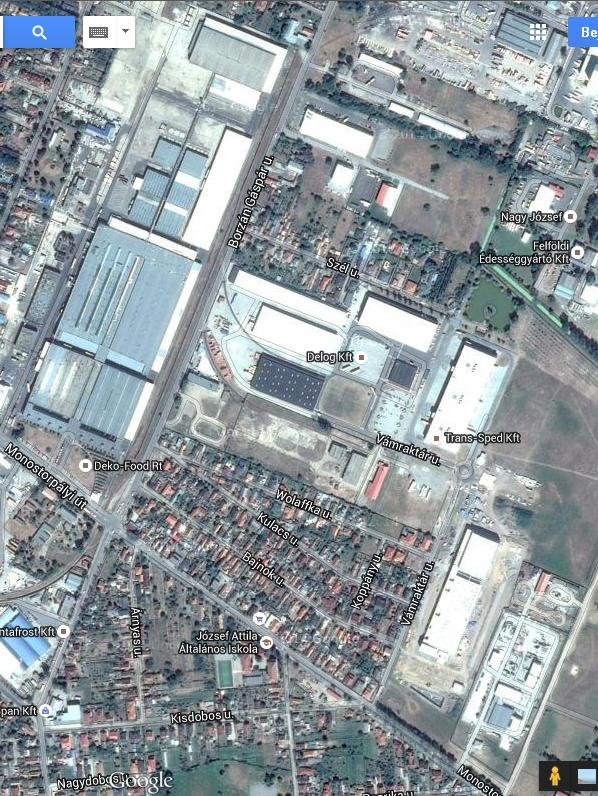 Be
Borzán Gáspár u.
Nagy József
Felföldi
Édességgyártó Kft
Szél u.
Delog Kft
Vámraktár u.
Trans-Sped Kft
Monostorpályi út
Deko-Food Rt
Wolaffka u.
Kulacs u.
Bajnok u.
Koppány u.
Vámraktár u.
Árnyas u.
József Attila
Általános Iskola
ntafrost Kft
pan Kft
Kisdobos u.
Nagydobos u.
Google
Monosto